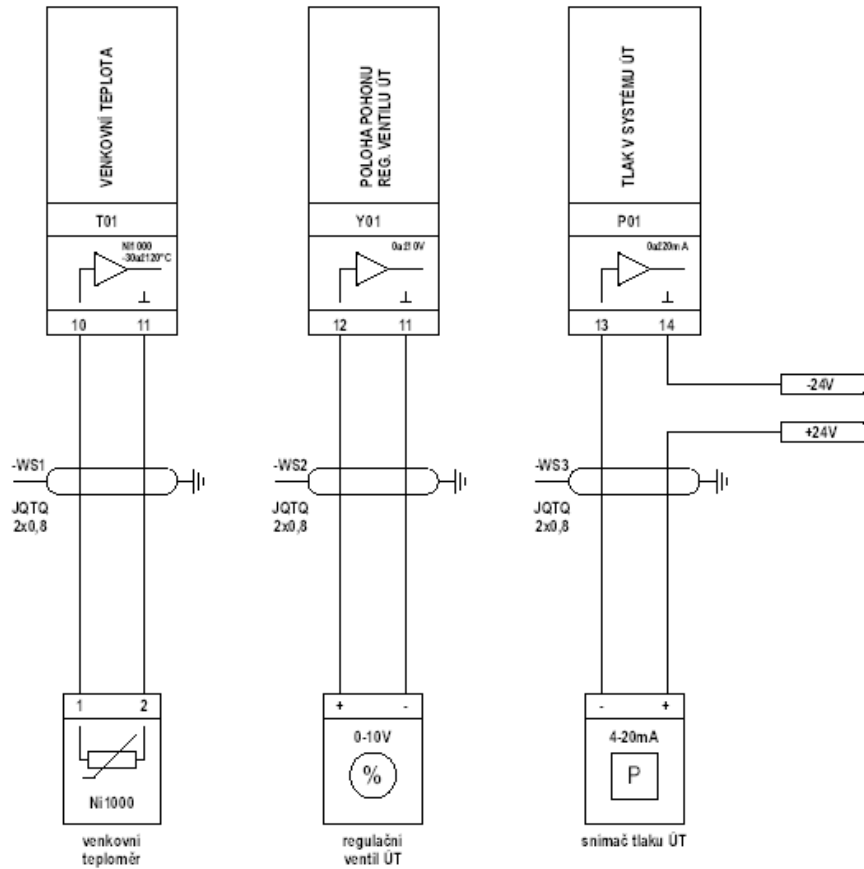 VENKOVNÍ TEPLOTA
T01
Ni1000
-30až120°C
10 11
-WS1
JQTQ
2x0,8
1 2
Ni1000
venkovní
teploměr
POLOHA POHONU
REG. VENTILU ÚT
Y01
0až10V
12 11
-WS2
JQTQ
2x0,8
+ -
0-10V
%
regulační
ventil ÚT
TLAK V SYSTÉMU ÚT
P01
0až20mA
13 14
-24V
+24V
-WS3
JQTQ
2x0,8
- +
4-20mA
P
snímač tlaku ÚT